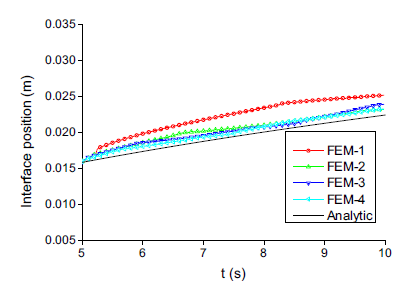 0.035
0.030
0.025
0.020
0.015
0.010
0.005
Interface position (m)
FEM-1
FEM-2
FEM-3
FEM-4
Analytic
5 6 7 8 9 10
t (s)